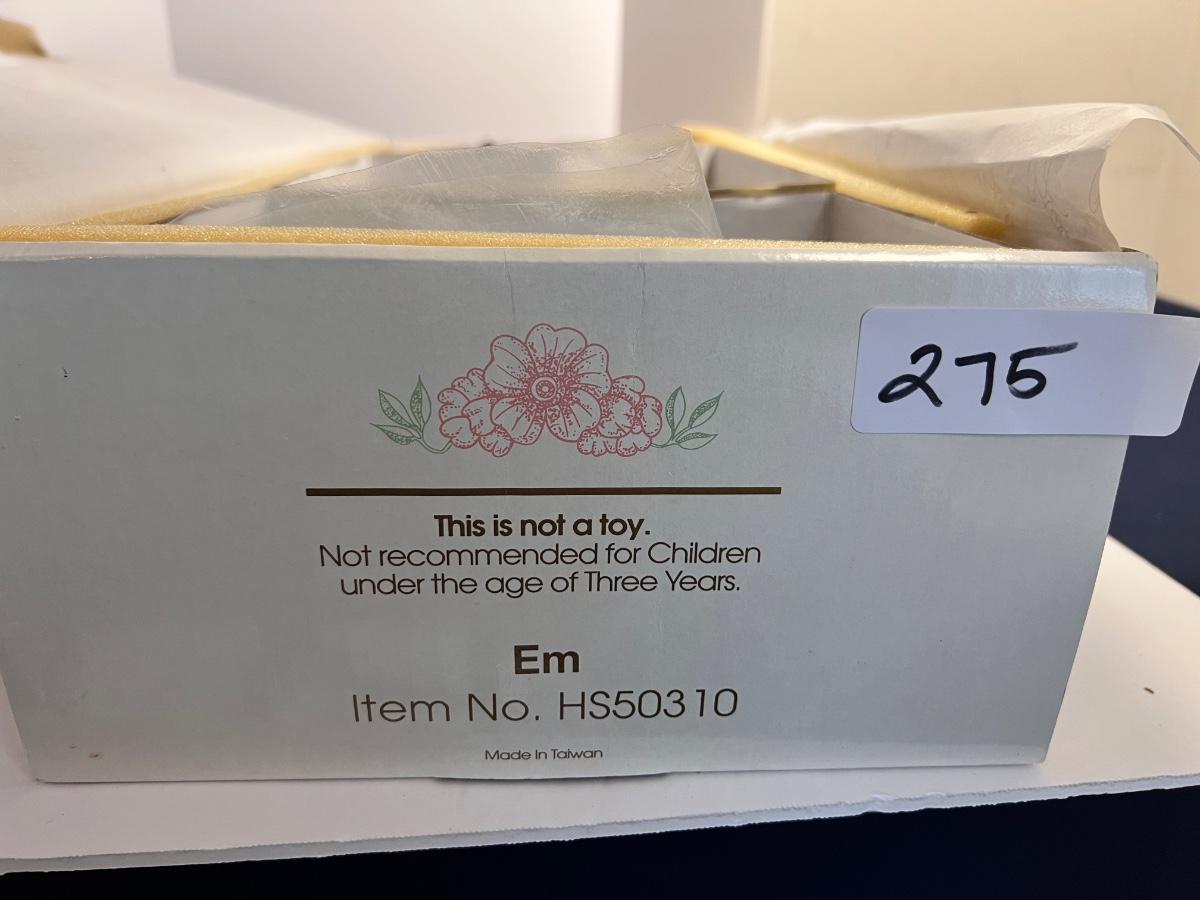 275
This is not a toy.
Not recommended for Children
under the age of Three Years.
Em
Item No. HS50310
Made In Taiwan